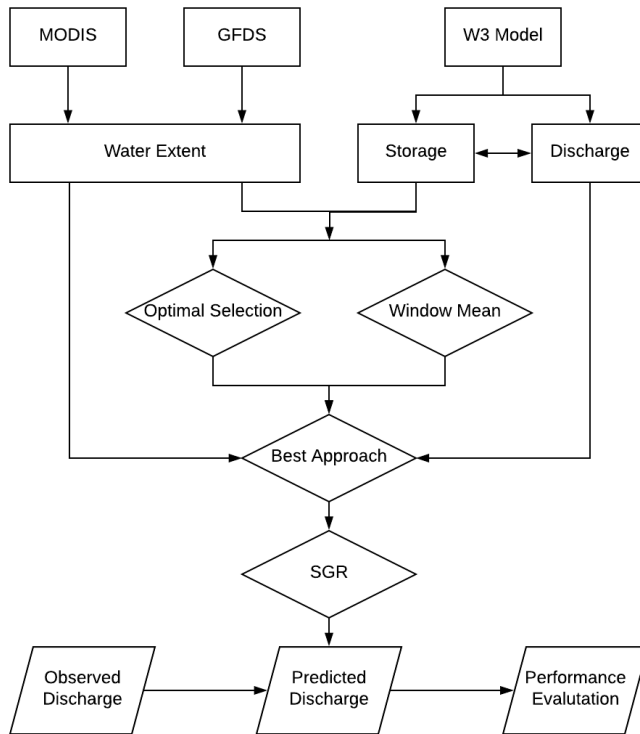 MODIS
GFDS
W3 Model
Water Extent
Storage
Discharge
Optimal Selection
Window Mean
Best Approach
SGR
Observed
Discharge
Predicted
Discharge
Performance
Evalutation